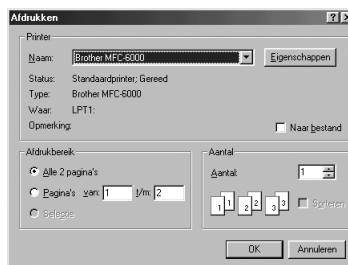 Afdrukken
Printer
Naam: Brother MFC-6000 Eigenschappen
Status: Standaardprinter; Gereed
Type: Brother MFC-6000
Waar: LPT1:
Opmerking: Naar bestand
Afdrukbereik
Alle 2 pagina's
Pagina's van: 1 t/m: 2
Selectie
Aantal
Aantal: 1
1 1 2 2 3 3 Sorteren
OK Annuleren